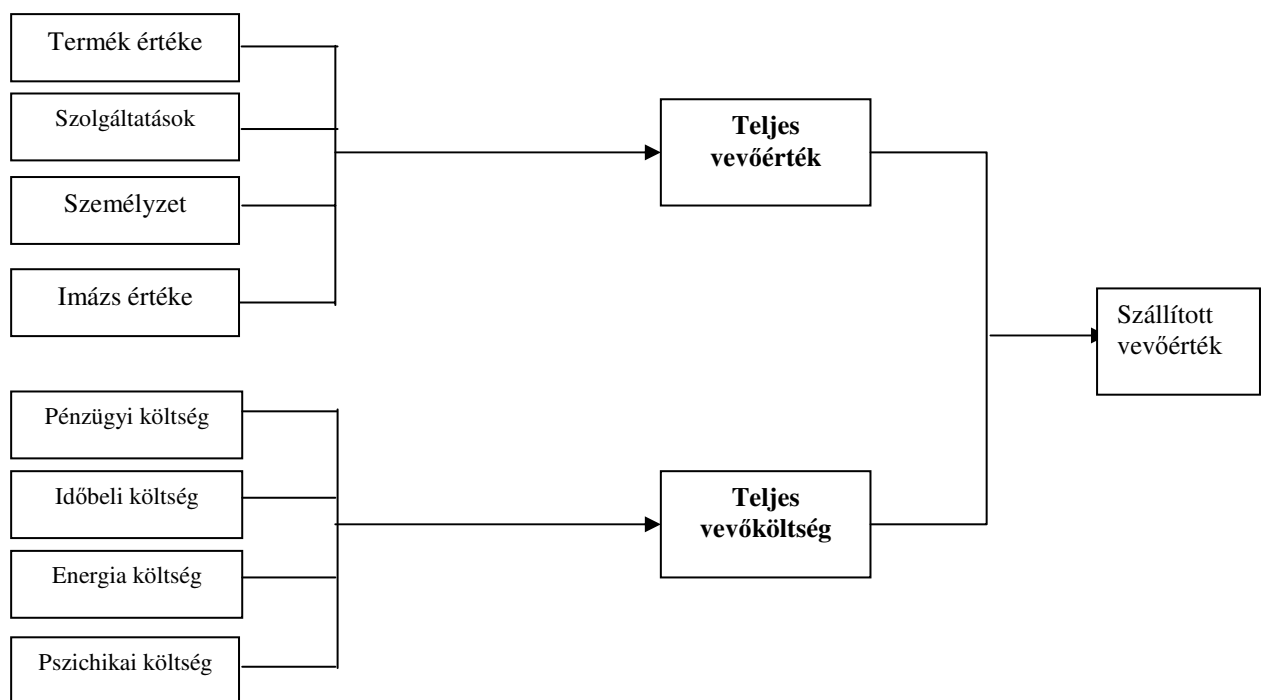 Termék értéke
Szolgáltatások
Személyzet
Imázs értéke
Teljes
vevőérték
Szállított
vevőérték
Pénzügyi költség
Időbeli költség
Energia költség
Pszichikai költség
Teljes
vevőköltség